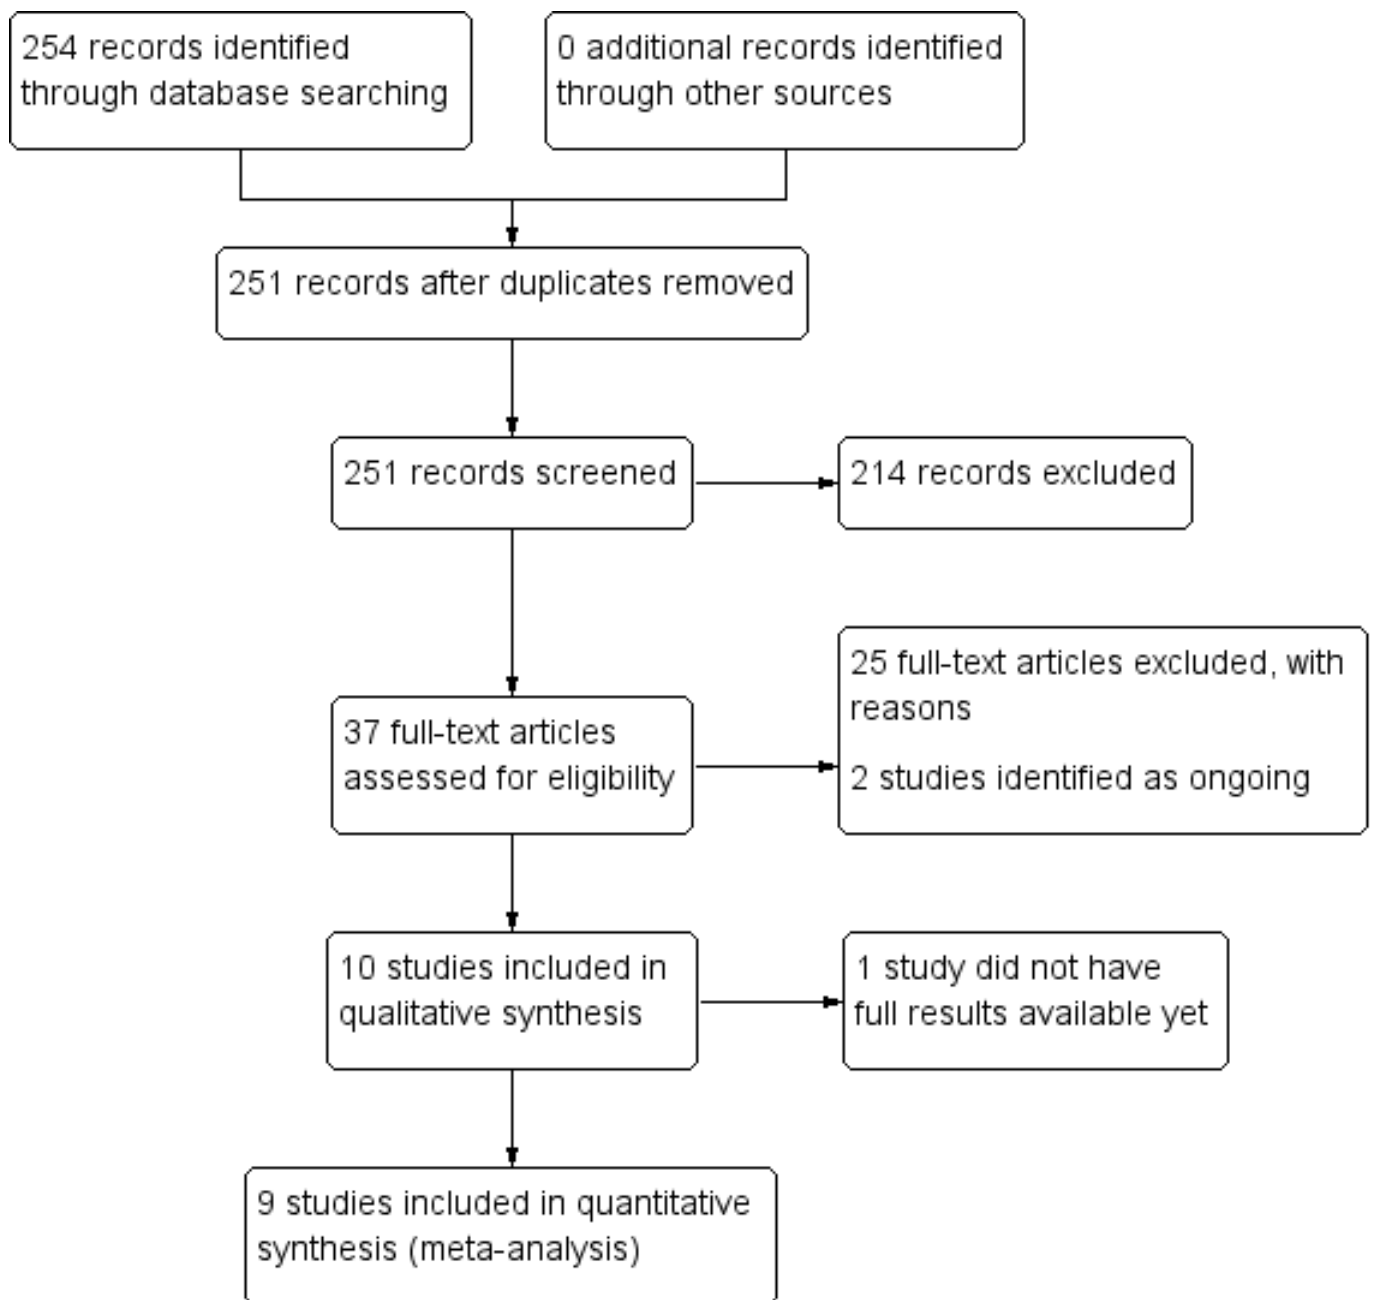 254 records identified
through database searching
0 additional records identified
through other sources
251 records after duplicates removed
251 records screened
214 records excluded
25 full-text articles excluded, with
reasons
2 studies identified as ongoing
37 full-text articles
assessed for eligibility
10 studies included in
qualitative synthesis
1 study did not have
full results available yet
9 studies included in quantitative
synthesis (meta-analysis)